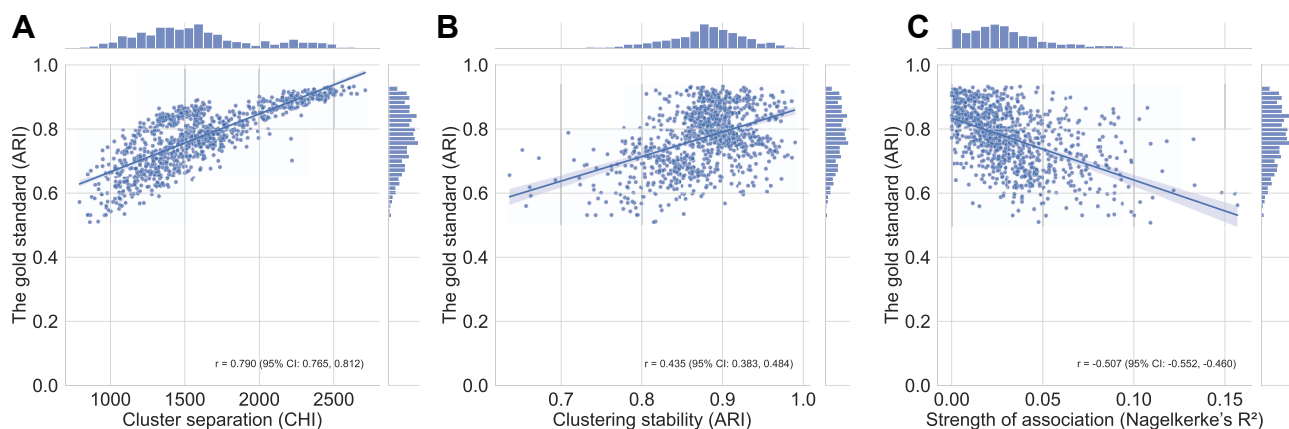 A
B
C
The gold standard (ARI)
1.0
0.8
0.6
0.4
0.2
0.0
r = 0.790 (95% CI: 0.765, 0.812)
1000 1500 2000 2500
Cluster separation (CHI)
The gold standard (ARI)
1.0
0.8
0.6
0.4
0.2
0.0
r = 0.435 (95% CI: 0.383, 0.484)
0.7 0.8 0.9 1.0
Clustering stability (ARI)
The gold standard (ARI)
1.0
0.8
0.6
0.4
0.2
0.0
r = -0.507 (95% CI: -0.552, -0.460)
0.00 0.05 0.10 0.15
Strength of association (Nagelkerke's R²)